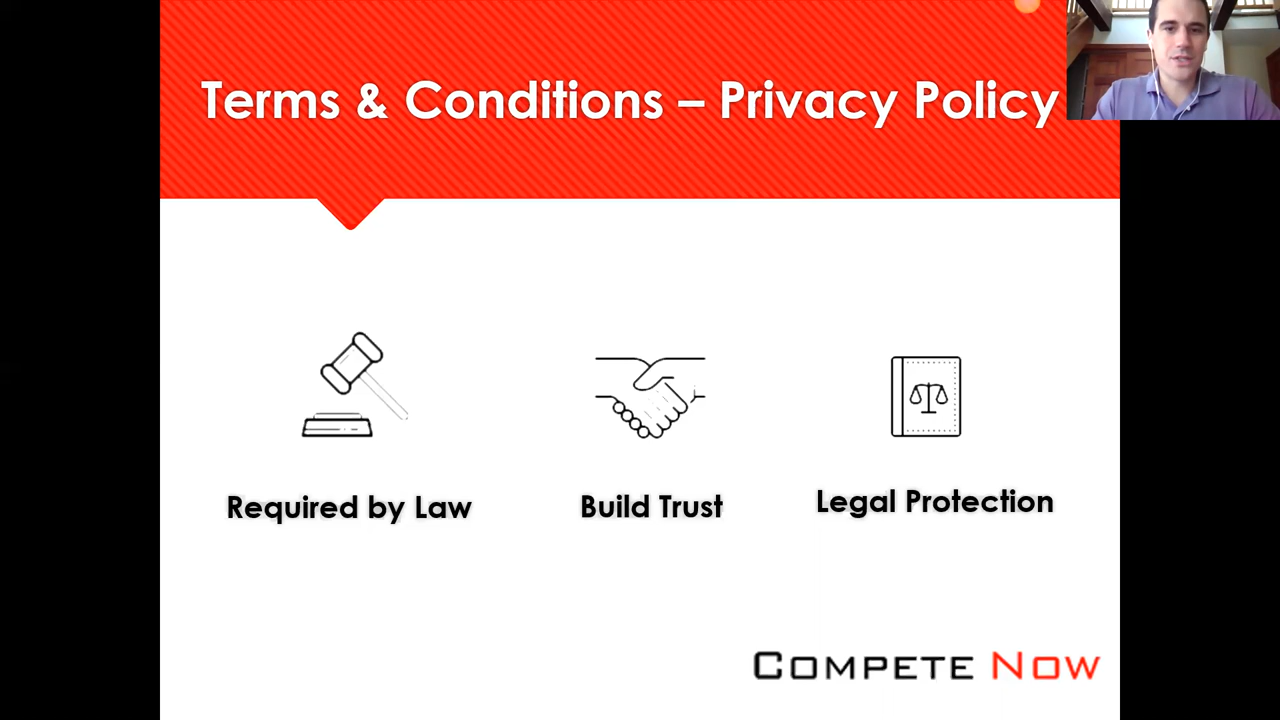 Terms & Conditions – Privacy Policy
Required by Law
Build Trust
Legal Protection
COMPETE NOW